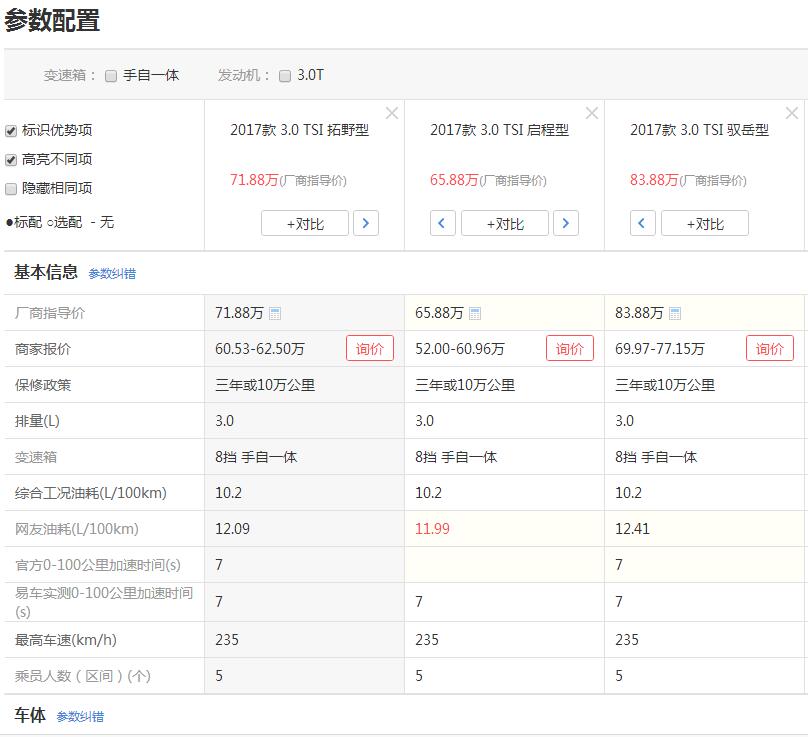 参数配置
变速箱： 手自一体 发动机： 3.0T
标识优势项
高亮不同项
隐藏相同项
●标配 ○选配 - 无
2017款 3.0 TSI 拓野型
71.88万(厂商指导价)
+对比 >
2017款 3.0 TSI 启程型
65.88万(厂商指导价)
< +对比 >
2017款 3.0 TSI 驭岳型
83.88万(厂商指导价)
< +对比
基本信息 参数纠错
厂商指导价 71.88万 65.88万 83.88万
商家报价 60.53-62.50万 询价 52.00-60.96万 询价 69.97-77.15万 询价
保修政策 三年或10万公里 三年或10万公里 三年或10万公里
排量(L) 3.0 3.0 3.0
变速箱 8挡 手自一体 8挡 手自一体 8挡 手自一体
综合工况油耗(L/100km) 10.2 10.2 10.2
网友油耗(L/100km) 12.09 11.99 12.41
官方0-100公里加速时间(s) 7 7
易车实测0-100公里加速时间
(s) 7 7 7
最高车速(km/h) 235 235 235
乘员人数（区间）(个) 5 5 5
车体 参数纠错